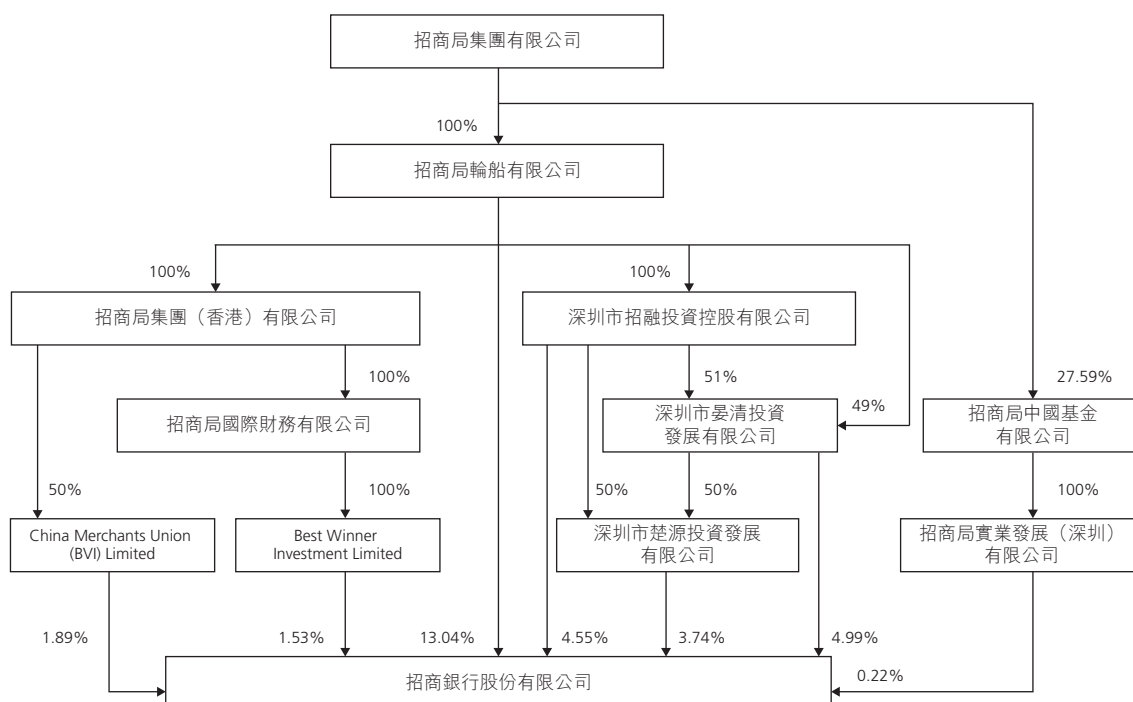 招商局集團有限公司
100%
招商局輪船有限公司
100%
100%
招商局集團（香港）有限公司
深圳市招融投資控股有限公司
100%
51%
49%
27.59%
招商局國際財務有限公司
深圳市晏清投資
發展有限公司
招商局中國基金
有限公司
50%
100%
50%
50%
100%
China Merchants Union
(BVI) Limited
Best Winner
Investment Limited
深圳市楚源投資發展
有限公司
招商局實業發展（深圳）
有限公司
1.89%
1.53%
13.04%
4.55%
3.74%
4.99%
0.22%
招商銀行股份有限公司